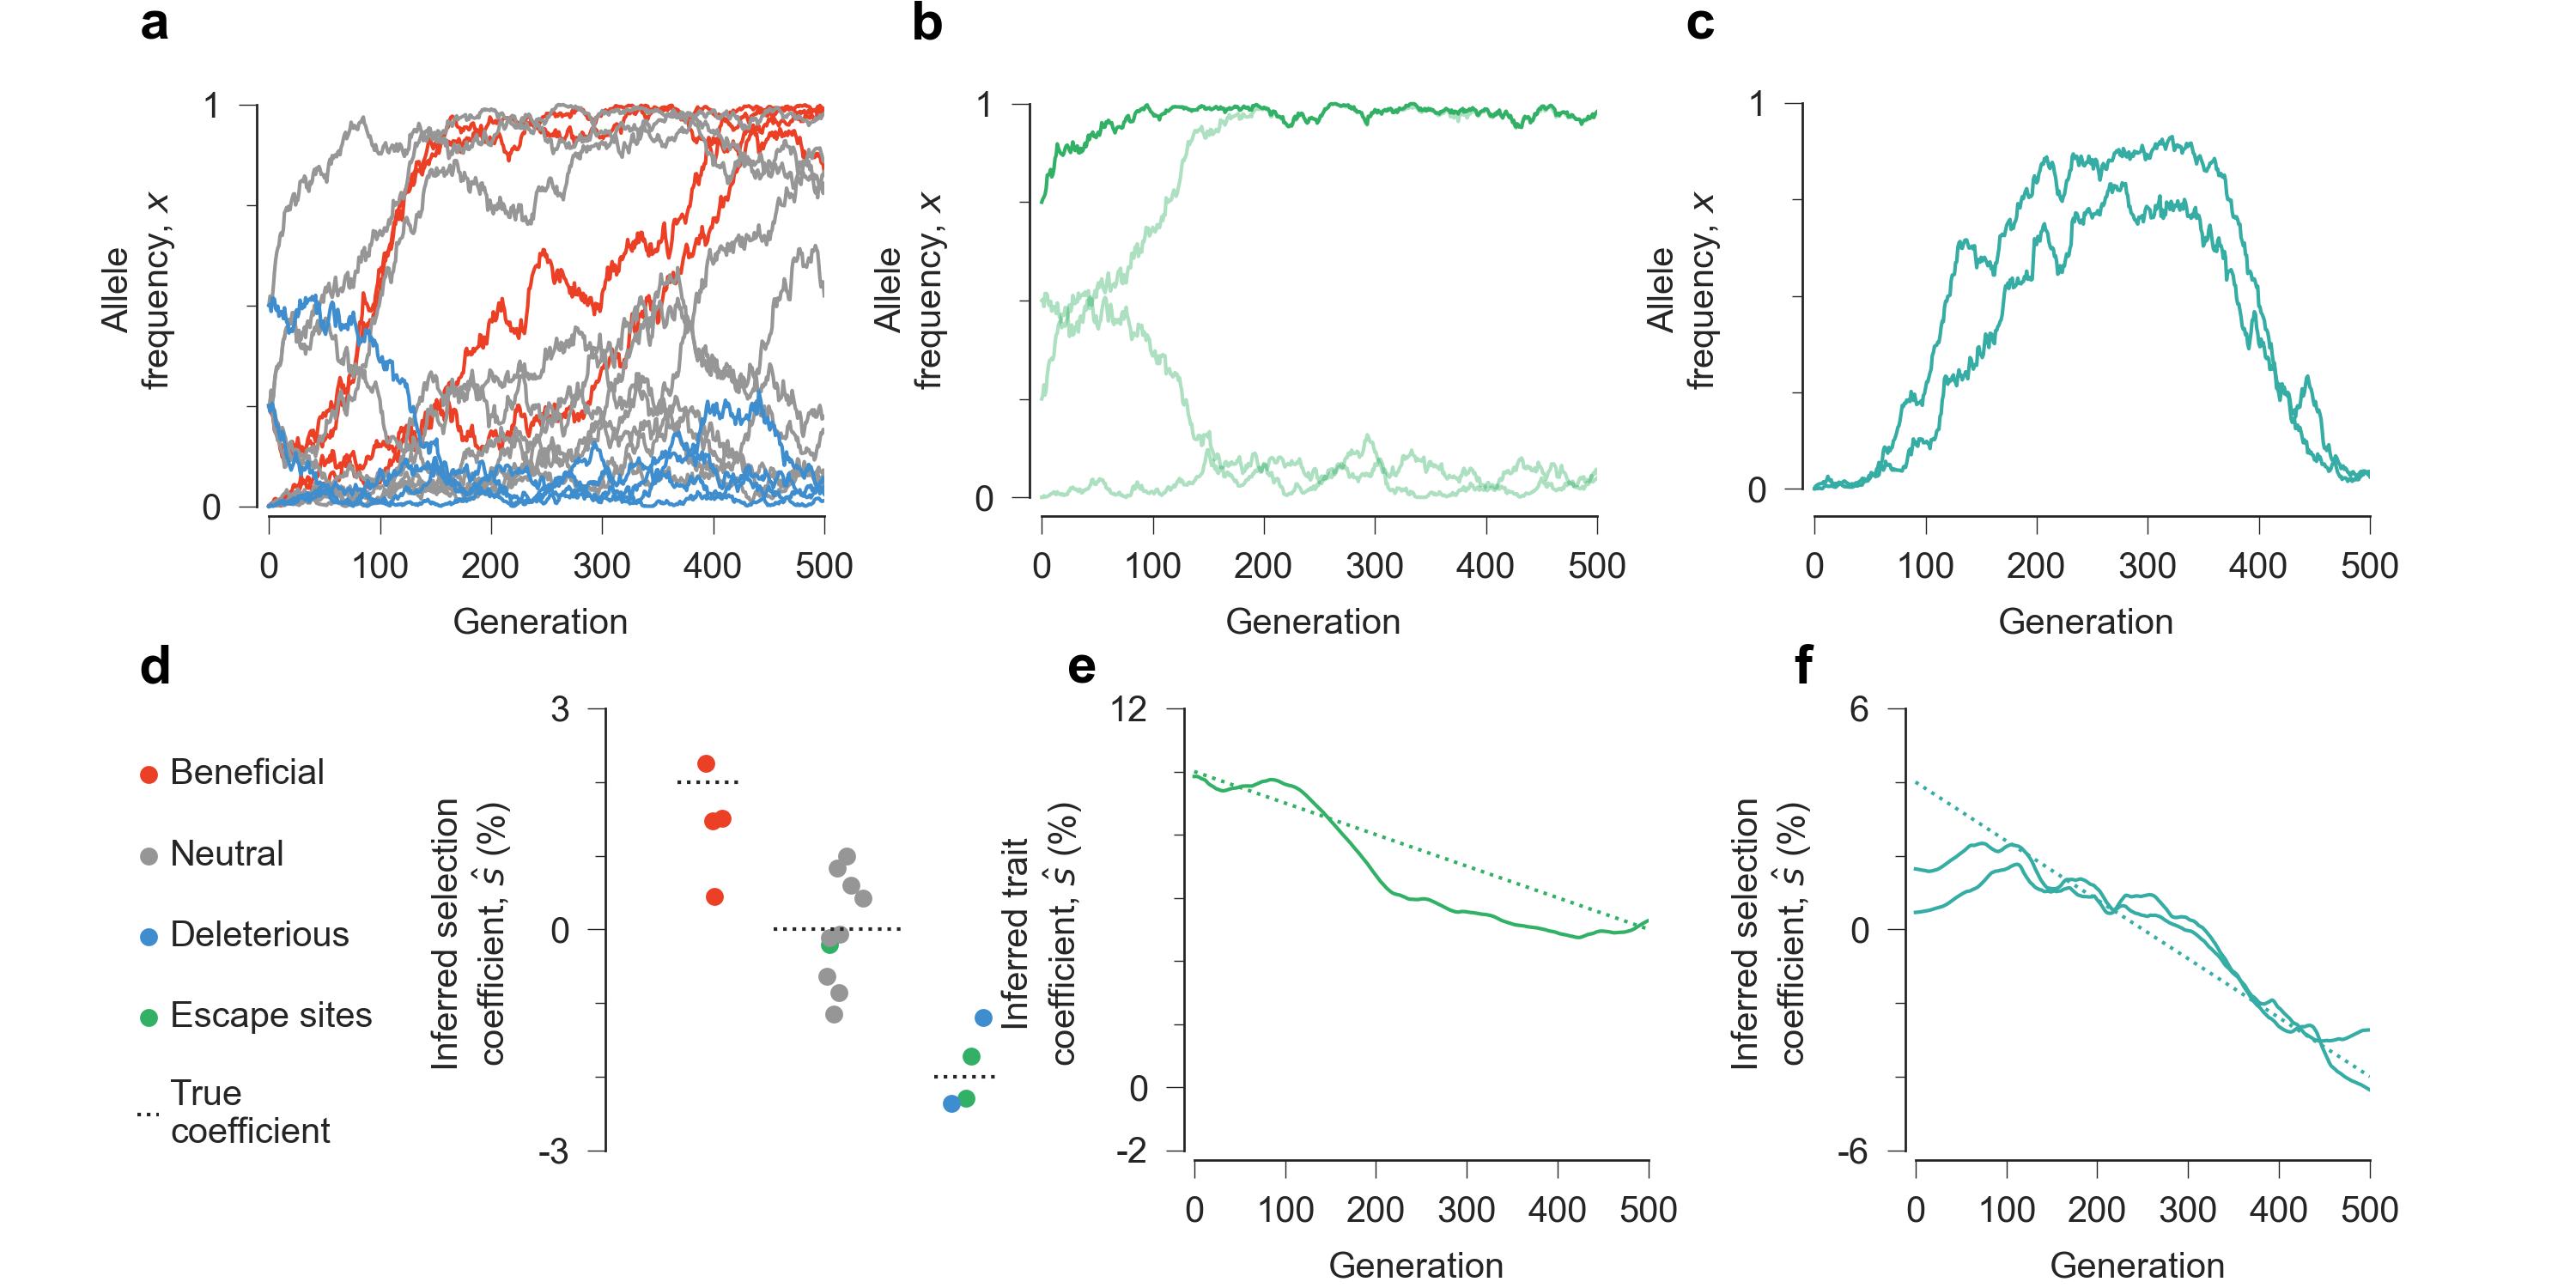 a
b
c
1
0
Allele
frequency, x
0 100 200 300 400 500
Generation
1
0
Allele
frequency, x
0 100 200 300 400 500
Generation
1
0
Allele
frequency, x
0 100 200 300 400 500
Generation
d
e
f
Beneficial
Neutral
Deleterious
Escape sites
... True
coefficient
3
0
-3
Inferred selection
coefficient, ŝ (%)
12
0
-2
Inferred trait
coefficient, ŝ (%)
0 100 200 300 400 500
Generation
6
0
-6
Inferred selection
coefficient, ŝ (%)
0 100 200 300 400 500
Generation